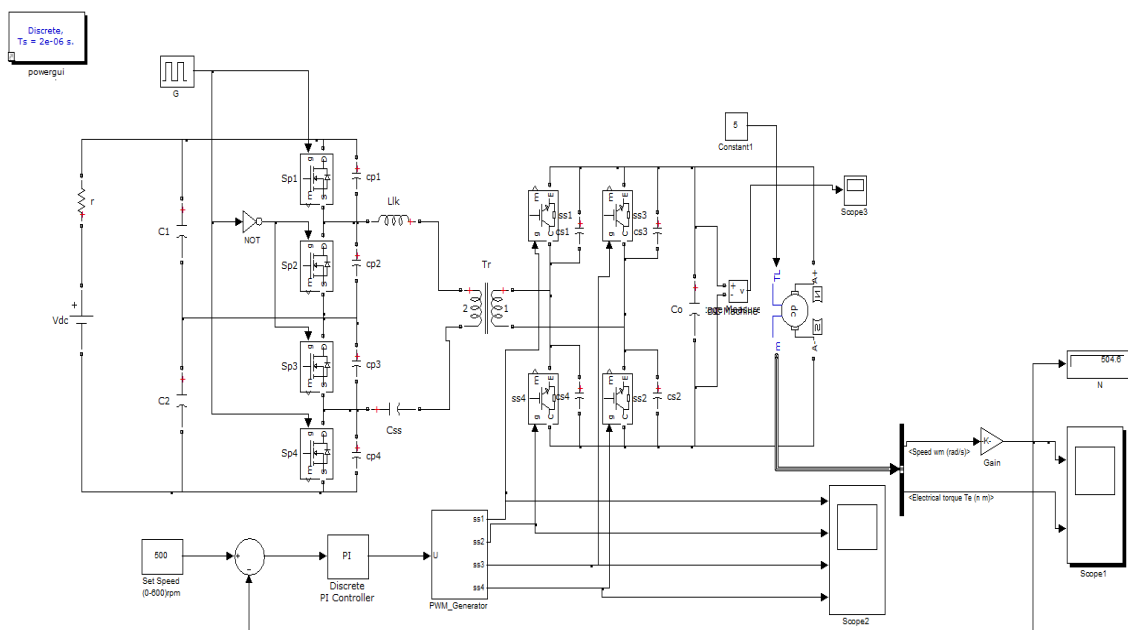 Discrete,
Ts = 2e-06 s.
powergui
G
r
C1
Vdc
C2
NOT
Sp1
Sp2
Sp3
Sp4
g
C
E
m
cp1
cp2
cp3
cp4
Llk
Css
Tr
2
1
ss1
cs1
ss3
cs3
ss4
cs4
ss2
cs2
Co
+
-
v
5
Constant1
Scope3
TL
m
A+
A-
dc
504.6
N
<Speed wm (rad/s)>
<Electrical torque Te (n m)>
-K-
Gain
Scope1
500
Set Speed
(0-600)rpm
+
-
PI
Discrete
PI Controller
U
ss1
ss2
ss3
ss4
PWM_Generator
Scope2